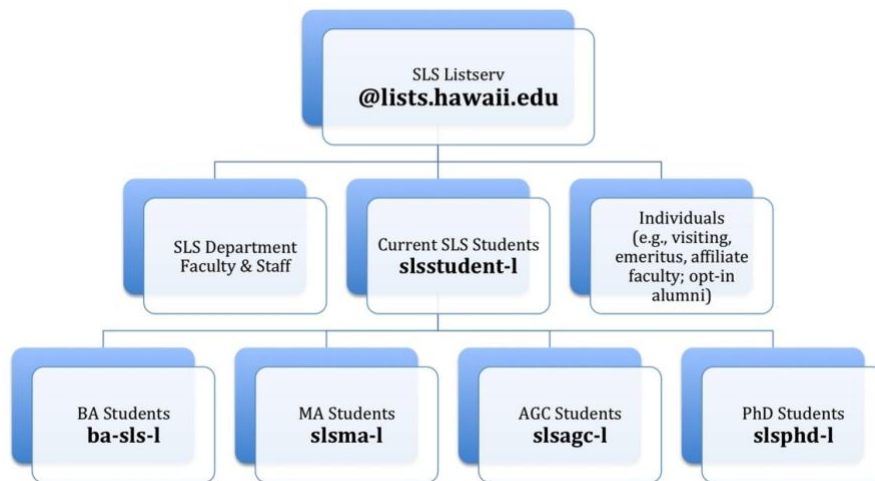 SLS Listserv
@lists.hawaii.edu
SLS Department
Faculty & Staff
Current SLS Students
slsstudent-l
Individuals
(e.g., visiting,
emeritus, affiliate
faculty; opt-in
alumni)
BA Students
ba-sls-l
MA Students
slsma-l
AGC Students
slsagc-l
PhD Students
slsphd-l